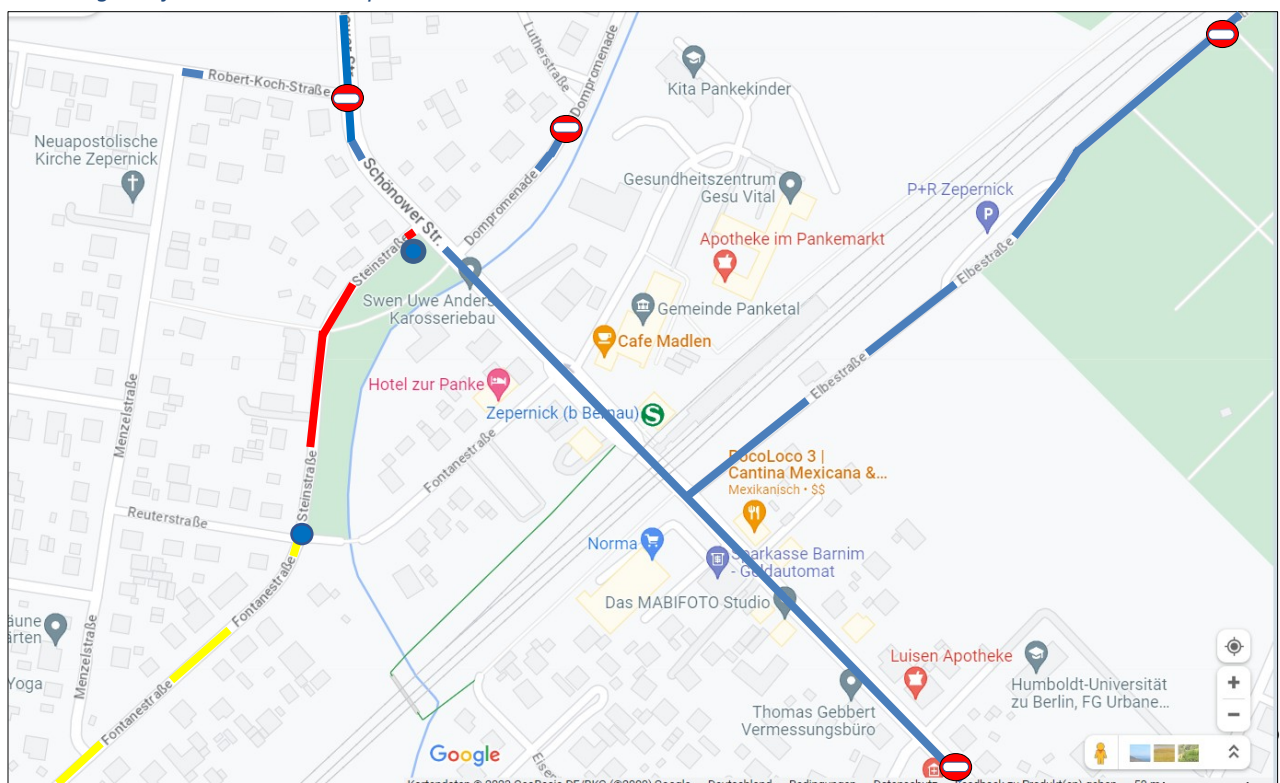 Robert-Koch-Straße
Lutherstraße
Dompromenade
Kita Pankekinder
Neuapostolische
Kirche Zepernick
Schönower Str.
Dompromenade
Gesundheitszentrum
Gesu Vital
P+R Zepernick
Apotheke im Pankemarkt
Steinstraße
Elbestraße
Swen Uwe Anders
Karosseriebau
Gemeinde Panketal
Cafe Madlen
Elbestraße
Hotel zur Panke
Zepernick (b Bernau)
S
Menzelstraße
Fontanestraße
Cantina Mexicana &...
Mexikanisch • $$
Steinstraße
Reuterstraße
Norma
Sparkasse Barnim
- Geldautomat
Fontanestraße
Das MABIFOTO Studio
Menzelstraße
Luisen Apotheke
Yoga
Humboldt-Universität
zu Berlin, FG Urbane...
Thomas Gebbert
Vermessungsbüro
Fontanestraße
Google